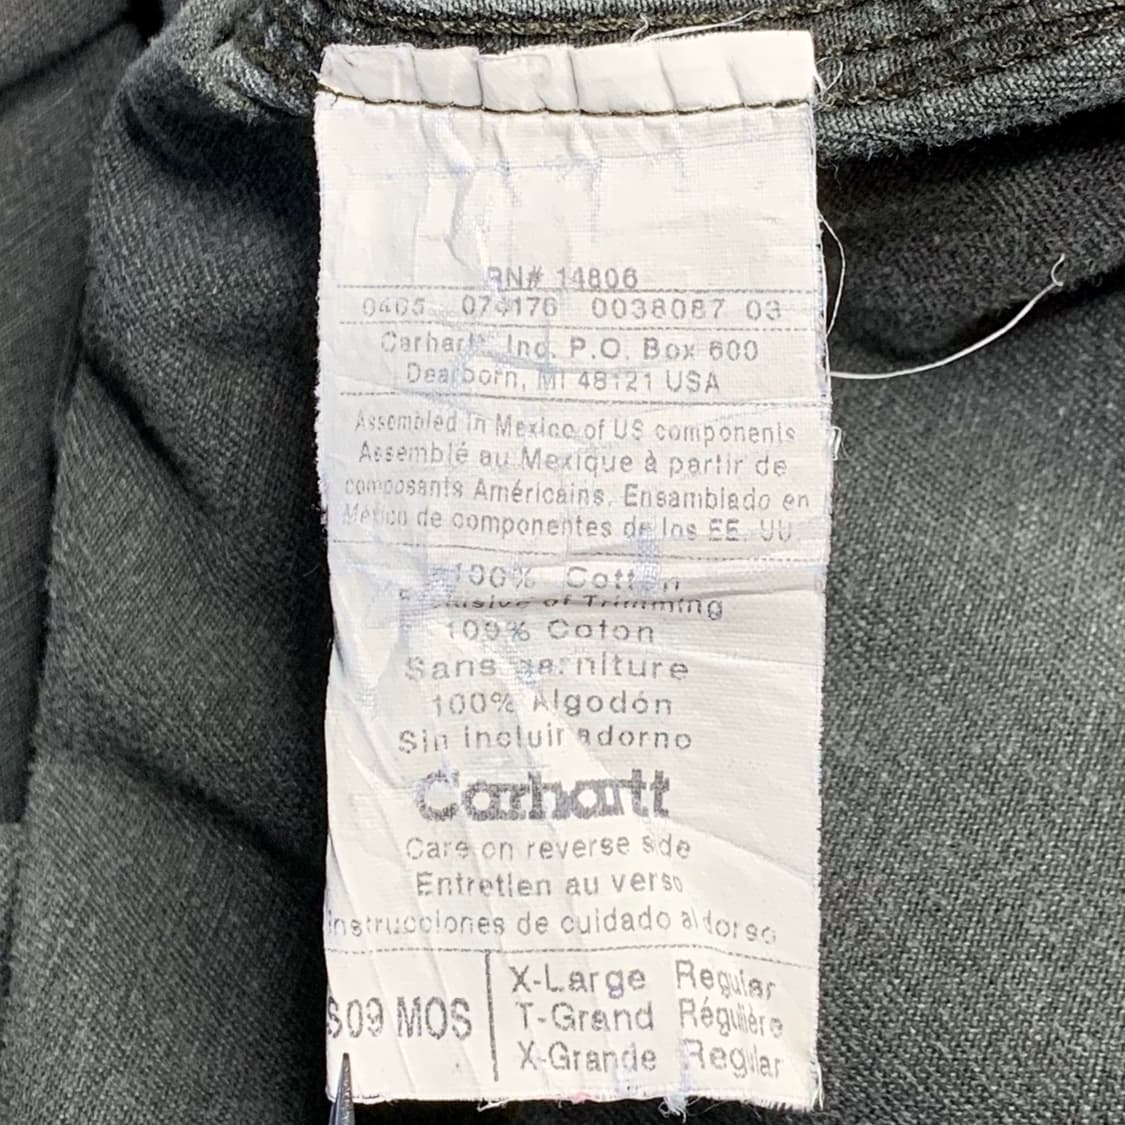 RN# 14806
0405 074176 0038087 03
Carhartt, Inc. P.O. Box 600
Dearborn, MI 48121 USA
Assembled in Mexico of US components
Assemblé au Mexique à partir de
composants Américains. Ensamblado en
México de componentes de los EE. UU.
100% Cotton
Exclusive of Trimming
100% Coton
Sans garniture
100% Algodón
Sin incluir adorno
Carhartt
Care on reverse side
Entretien au verso
instrucciones de cuidado al dorso
S09 MOS
X-Large Regular
T-Grand Régulière
X-Grande Regular